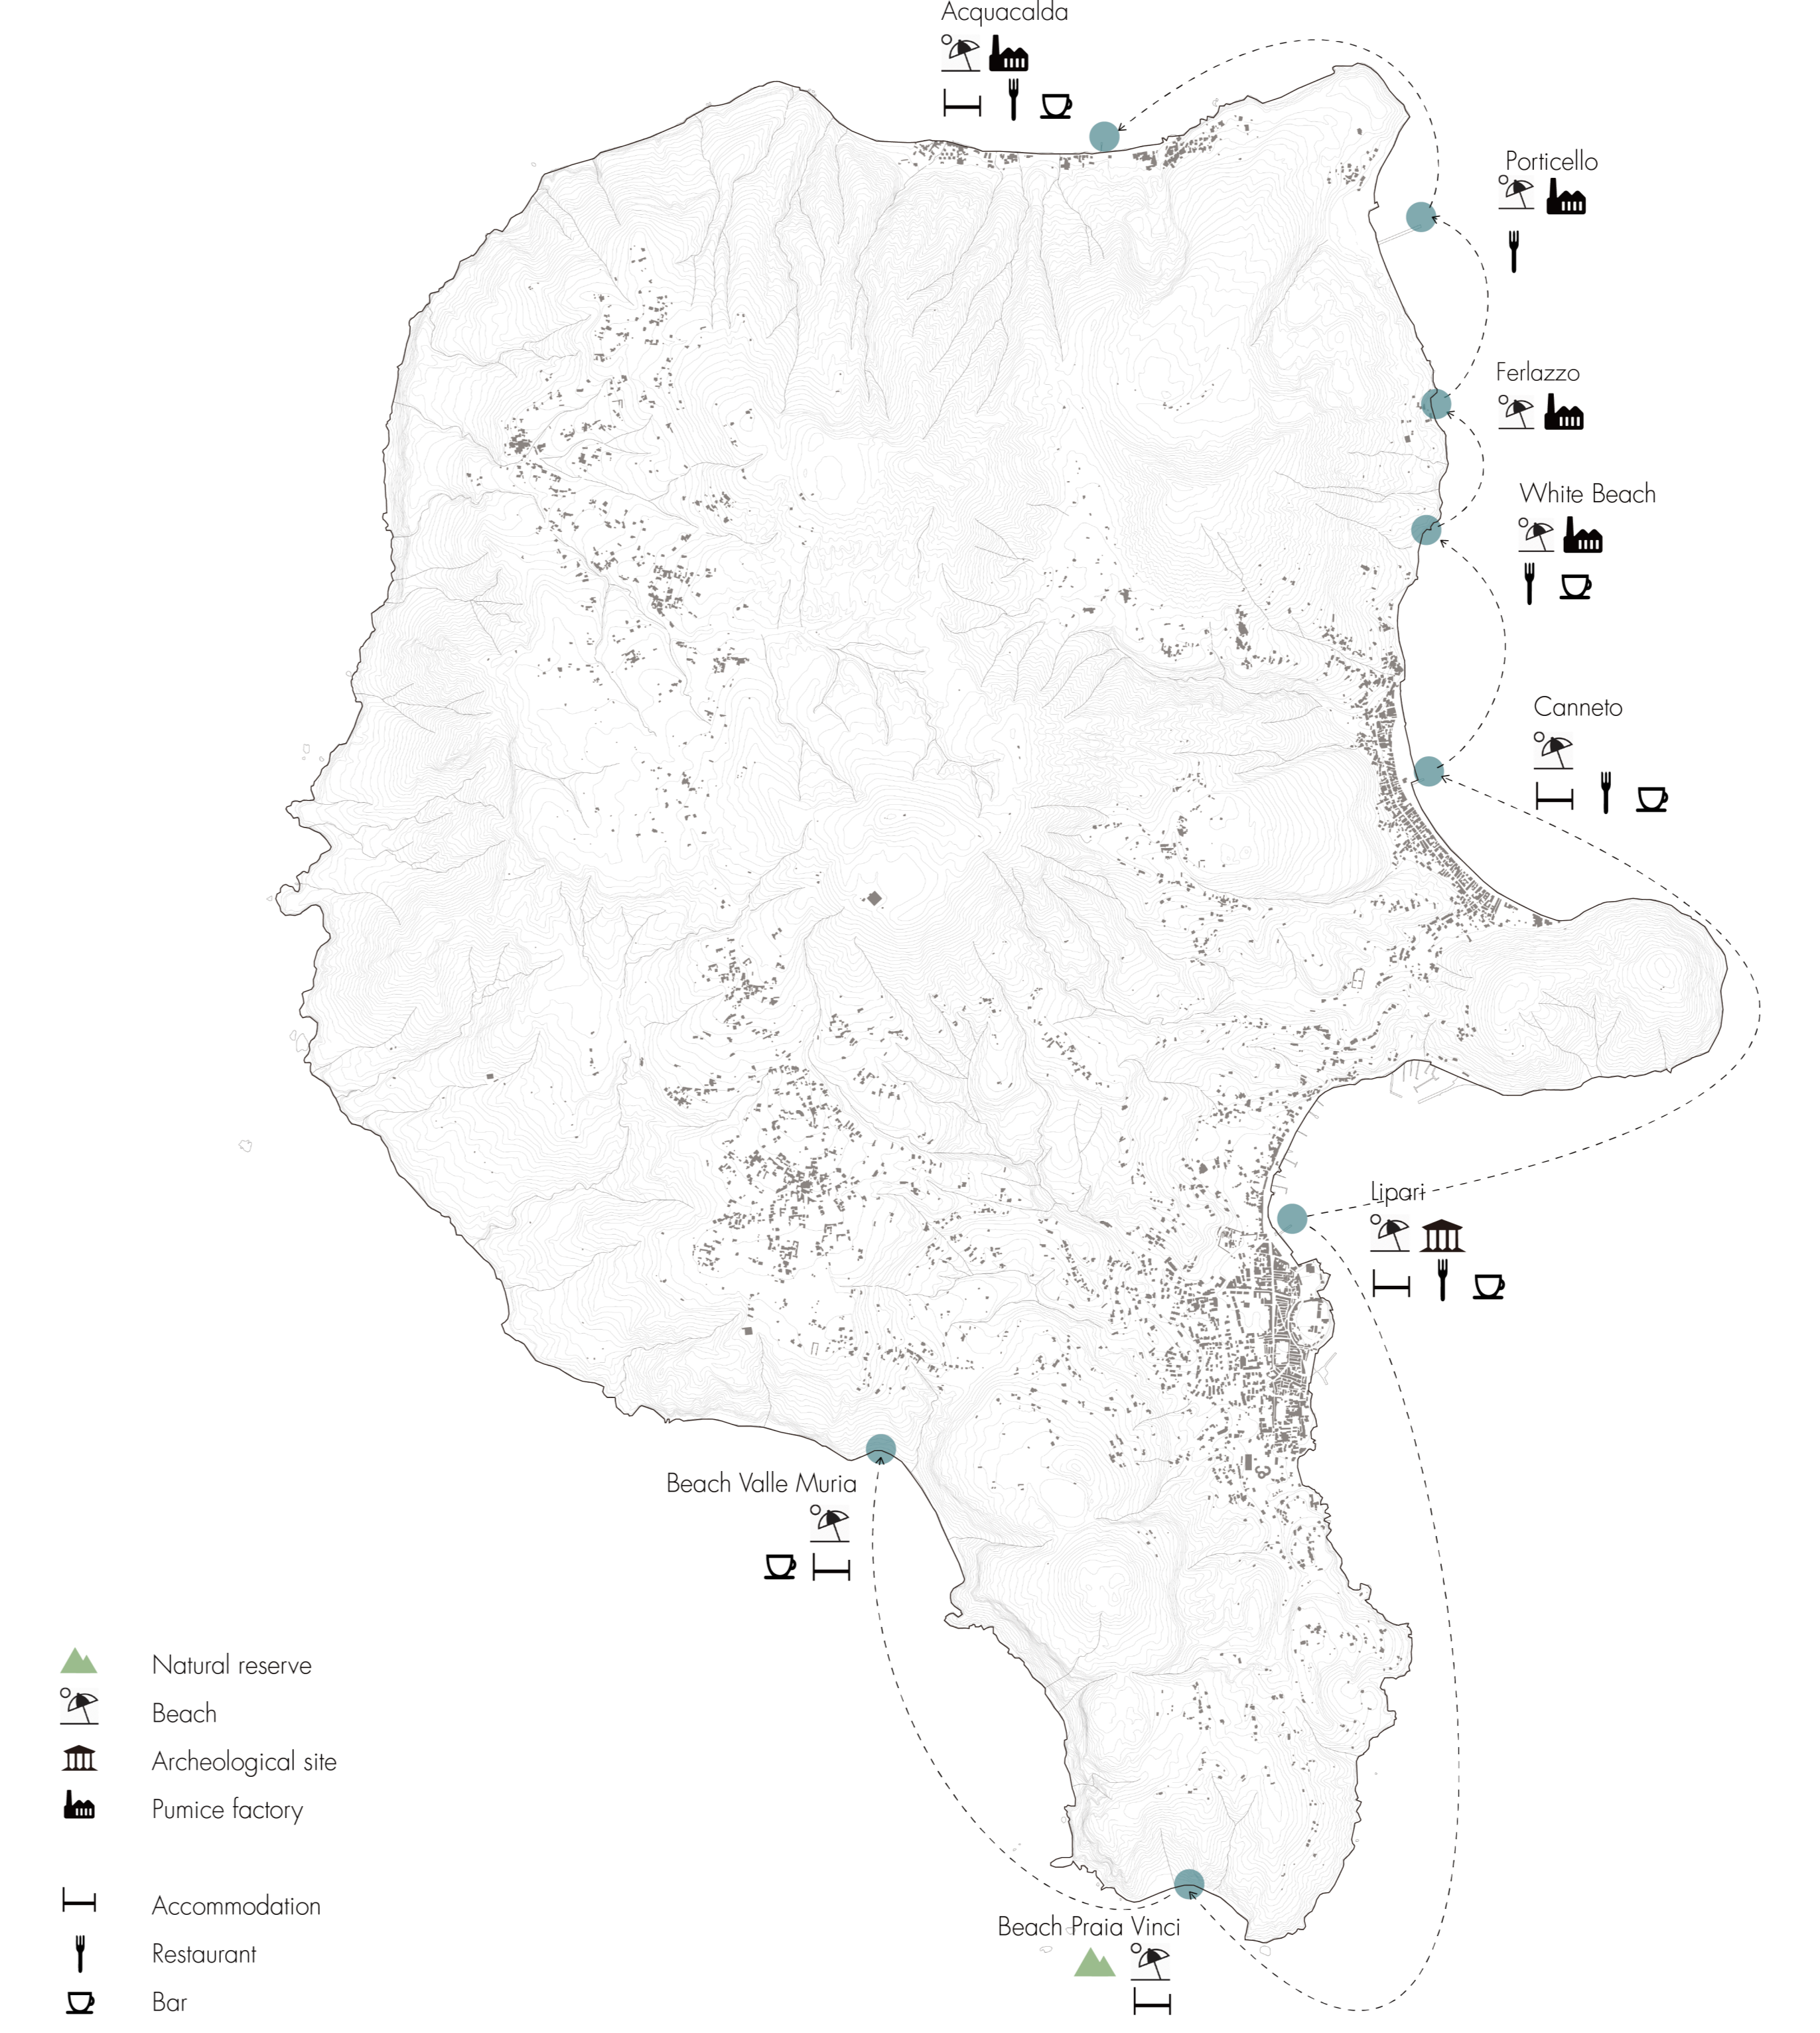 Acquacalda
Porticello
Ferlazzo
White Beach
Canneto
Lipari
Beach Valle Muria
Beach Praia Vinci
Natural reserve
Beach
Archeological site
Pumice factory
Accommodation
Restaurant
Bar